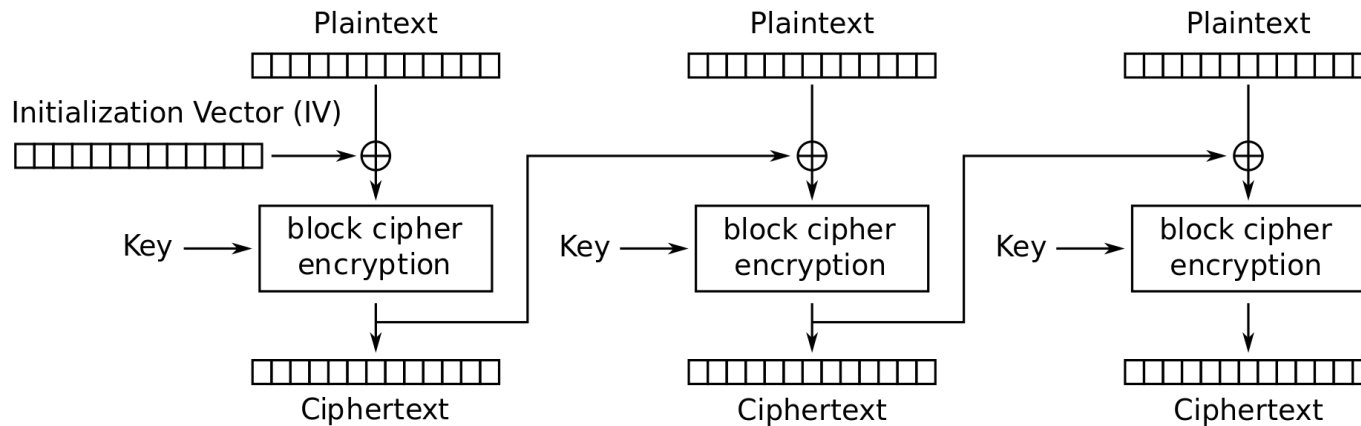 Plaintext
Plaintext
Plaintext
Initialization Vector (IV)
Key
block cipher
encryption
Key
block cipher
encryption
Key
block cipher
encryption
Ciphertext
Ciphertext
Ciphertext